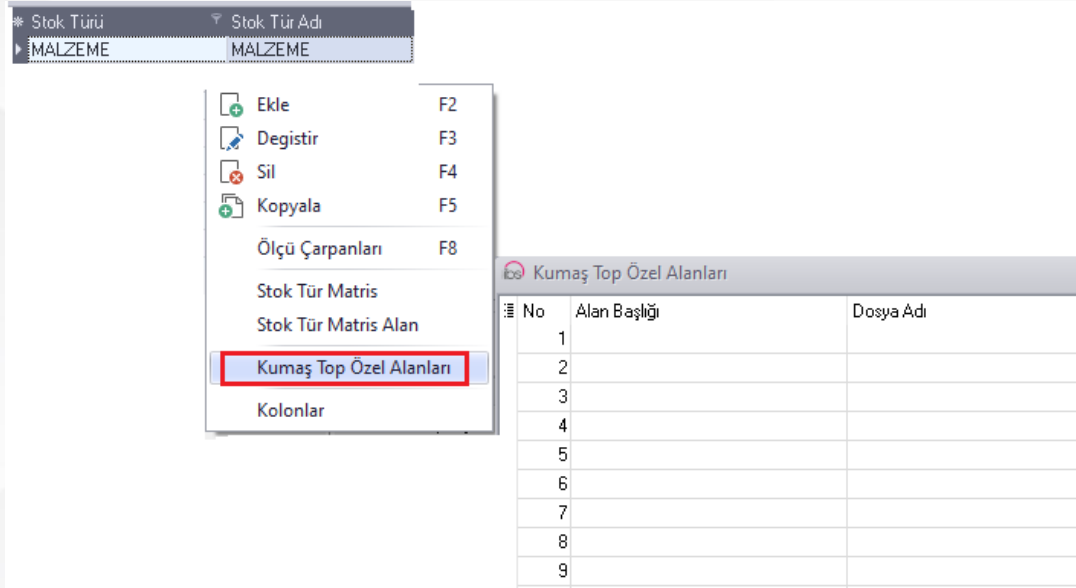 Stok Türü Stok Tür Adı
MALZEME MALZEME
Ekle F2
Degistir F3
Sil F4
Kopyala F5
Ölçü Çarpanları F8
Stok Tür Matris
Stok Tür Matris Alan
Kumaş Top Özel Alanları
Kolonlar
ibs Kumaş Top Özel Alanları
No Alan Başlığı Dosya Adı
1
2
3
4
5
6
7
8
9